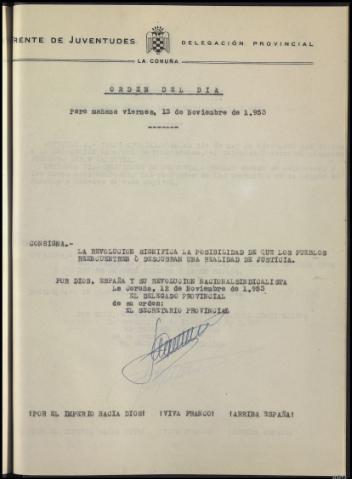 RENTE DE JUVENTUDES DELEGACIÓN PROVINCIAL
LA CORUÑA
ORDEN DEL DIA
Para mañana viernes, 13 de Noviembre de 1.953
CONSIGNA.-
LA REVOLUCION SIGNIFICA LA POSIBILIDAD DE QUE LOS PUEBLOS
REENCUENTREN O DESCUBRAN UNA REALIDAD DE JUSTICIA.
POR DIOS, ESPAÑA Y SU REVOLUCION NACIONALSINDICALISTA
La Coruña, 12 de Noviembre de 1.953
EL DELEGADO PROVINCIAL
de su orden:
EL SECRETARIO PROVINCIAL
¡POR EL IMPERIO HACIA DIOS! ¡VIVA FRANCO! ¡ARRIBA ESPAÑA!